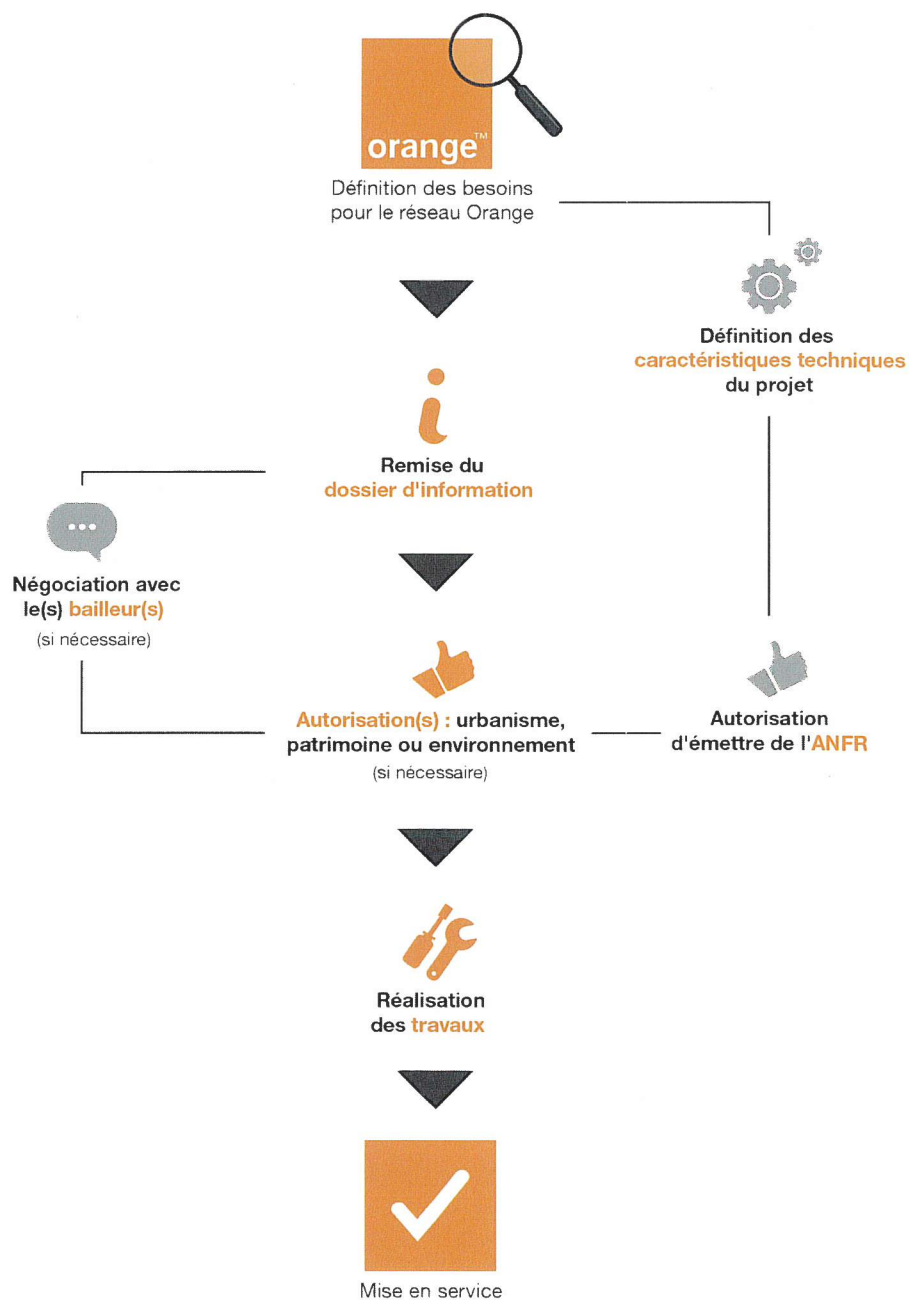 orange™
Définition des besoins
pour le réseau Orange
Définition des
caractéristiques techniques
du projet
Remise du
dossier d'information
Négociation avec
le(s) bailleur(s)
(si nécessaire)
Autorisation(s) : urbanisme,
patrimoine ou environnement
(si nécessaire)
Autorisation
d'émettre de l'ANFR
Réalisation
des travaux
Mise en service